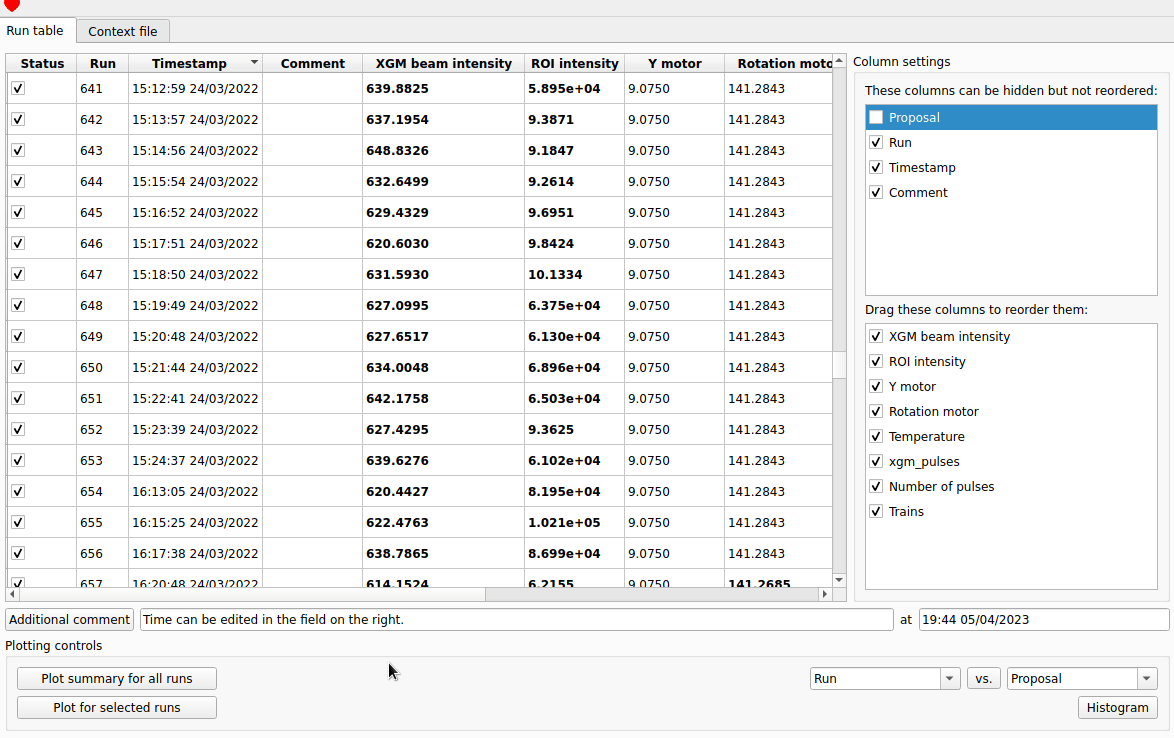 Run table Context file
Status Run Timestamp Comment XGM beam intensity ROI intensity Y motor Rotation moto
641 15:12:59 24/03/2022 639.8825 5.895e+04 9.0750 141.2843
642 15:13:57 24/03/2022 637.1954 9.3871 9.0750 141.2843
643 15:14:56 24/03/2022 648.8326 9.1847 9.0750 141.2843
644 15:15:54 24/03/2022 632.6499 9.2614 9.0750 141.2843
645 15:16:52 24/03/2022 629.4329 9.6951 9.0750 141.2843
646 15:17:51 24/03/2022 620.6030 9.8424 9.0750 141.2843
647 15:18:50 24/03/2022 631.5930 10.1334 9.0750 141.2843
648 15:19:49 24/03/2022 627.0995 6.375e+04 9.0750 141.2843
649 15:20:48 24/03/2022 627.6517 6.130e+04 9.0750 141.2843
650 15:21:44 24/03/2022 634.0048 6.896e+04 9.0750 141.2843
651 15:22:41 24/03/2022 642.1758 6.503e+04 9.0750 141.2843
652 15:23:39 24/03/2022 627.4295 9.3625 9.0750 141.2843
653 15:24:37 24/03/2022 639.6276 6.102e+04 9.0750 141.2843
654 16:13:05 24/03/2022 620.4427 8.195e+04 9.0750 141.2843
655 16:15:25 24/03/2022 622.4763 1.021e+05 9.0750 141.2843
656 16:17:38 24/03/2022 638.7865 8.699e+04 9.0750 141.2843
657 16:20:48 24/03/2022 614.1524 6.2155 9.0750 141.2685
Column settings
These columns can be hidden but not reordered:
Proposal
Run
Timestamp
Comment
Drag these columns to reorder them:
XGM beam intensity
ROI intensity
Y motor
Rotation motor
Temperature
xgm_pulses
Number of pulses
Trains
Additional comment Time can be edited in the field on the right. at 19:44 05/04/2023
Plotting controls
Plot summary for all runs Run vs. Proposal
Plot for selected runs Histogram